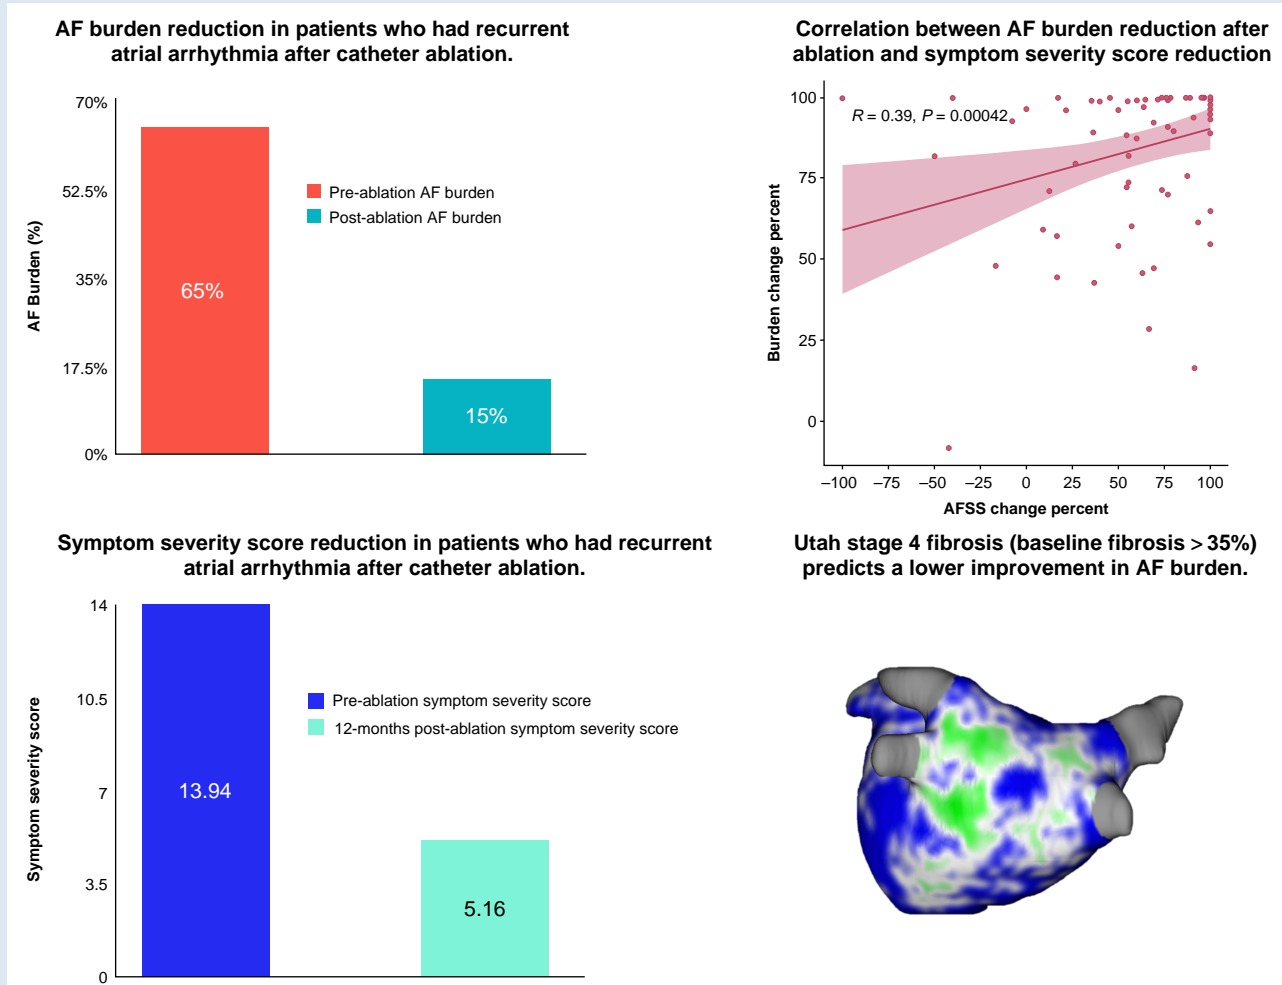 AF burden reduction in patients who had recurrent
atrial arrhythmia after catheter ablation.
70%
52.5%
35%
17.5%
0%
AF Burden (%)
65%
15%
Pre-ablation AF burden
Post-ablation AF burden
Correlation between AF burden reduction after
ablation and symptom severity score reduction
R = 0.39, P = 0.00042
100
75
50
25
0
Burden change percent
–100 –75 –50 –25 0 25 50 75 100
AFSS change percent
Symptom severity score reduction in patients who had recurrent
atrial arrhythmia after catheter ablation.
14
10.5
7
3.5
0
Symptom severity score
13.94
5.16
Pre-ablation symptom severity score
12-months post-ablation symptom severity score
Utah stage 4 fibrosis (baseline fibrosis > 35%)
predicts a lower improvement in AF burden.